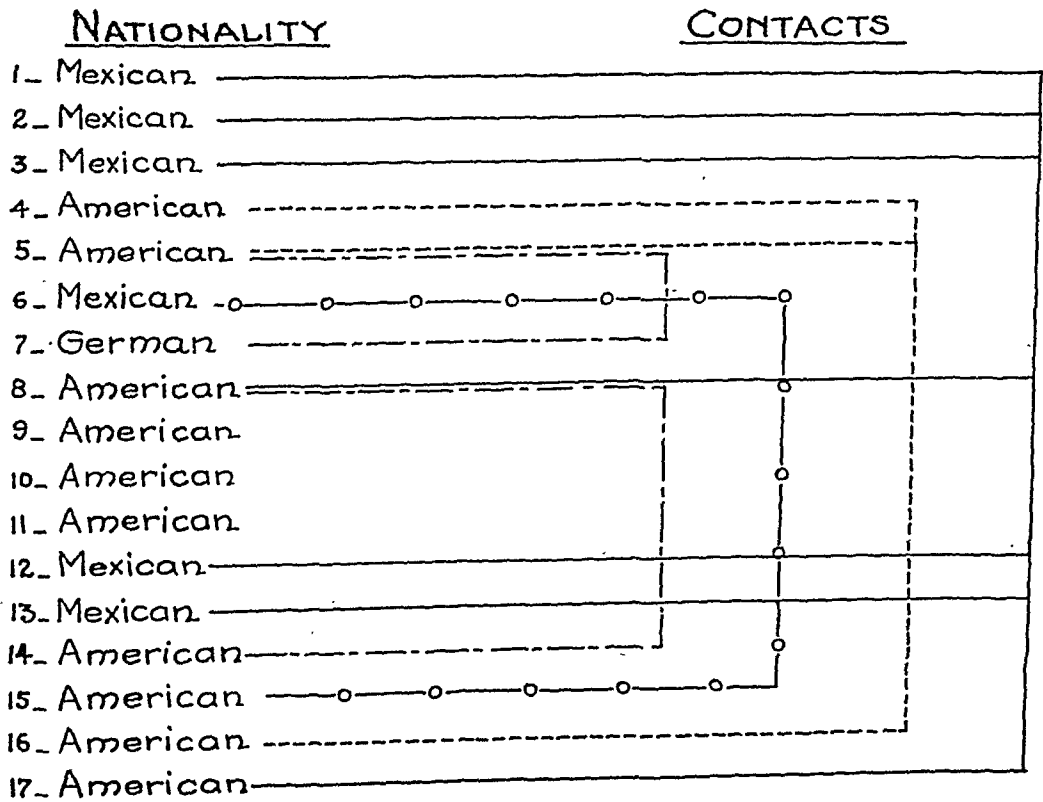 NATIONALITY CONTACTS
1_ Mexican
2_ Mexican
3_ Mexican
4_ American
5_ American
6_ Mexican
7_ German
8_ American
9_ American
10_ American
11_ American
12_ Mexican
13_ Mexican
14_ American
15_ American
16_ American
17_ American